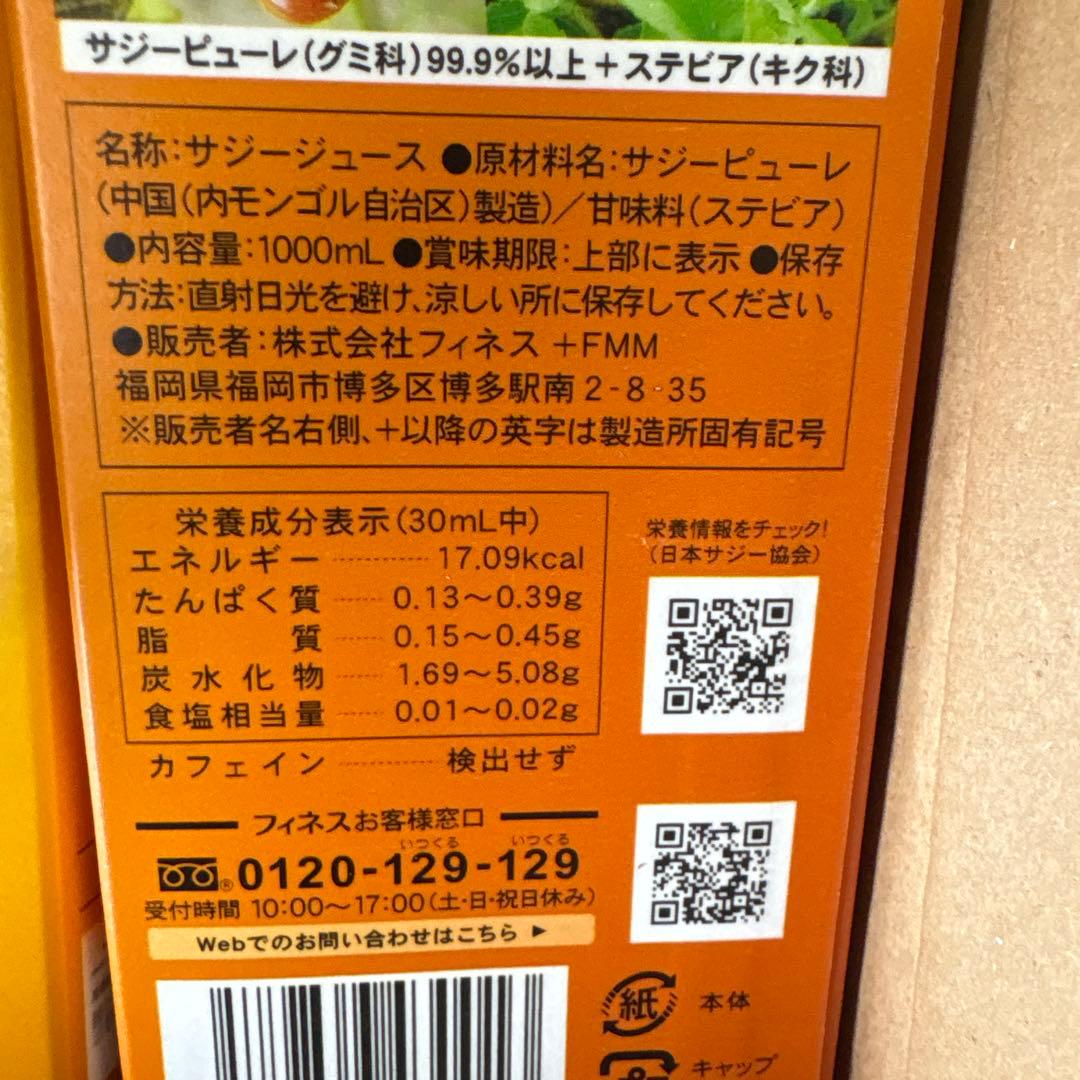 サジーピューレ(グミ科)99.9%以上+ステビア(キク科)
名称:サジージュース ●原材料名:サジーピューレ
(中国(内モンゴル自治区)製造)/甘味料(ステビア)
●内容量:1000mL ●賞味期限:上部に表示 ●保存
方法:直射日光を避け、涼しい所に保存してください。
●販売者:株式会社フィネス +FMM
福岡県福岡市博多区博多駅南2-8-35
※販売者名右側、+以降の英字は製造所固有記号
栄養成分表示(30mL中)
エネルギー 17.09kcal
たんぱく質 0.13〜0.39g
脂質 0.15〜0.45g
炭水化物 1.69〜5.08g
食塩相当量 0.01〜0.02g
カフェイン 検出せず
栄養情報をチェック!
(日本サジー協会)
フィネスお客様窓口
いつくる いつくる
®0120-129-129
受付時間 10:00〜17:00(土・日・祝日休み)
Webでのお問い合わせはこちら ▶
紙 本体
キャップ